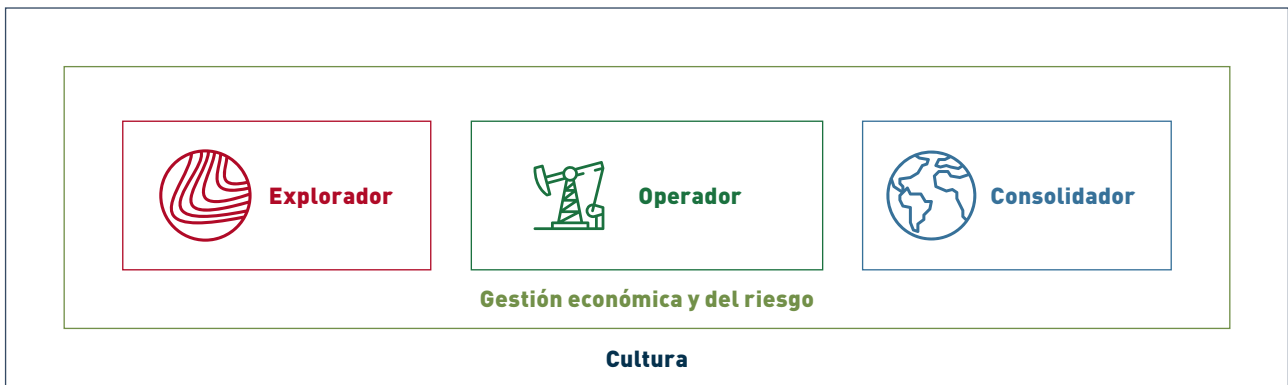 Explorador
Operador
Consolidador
Gestión económica y del riesgo
Cultura